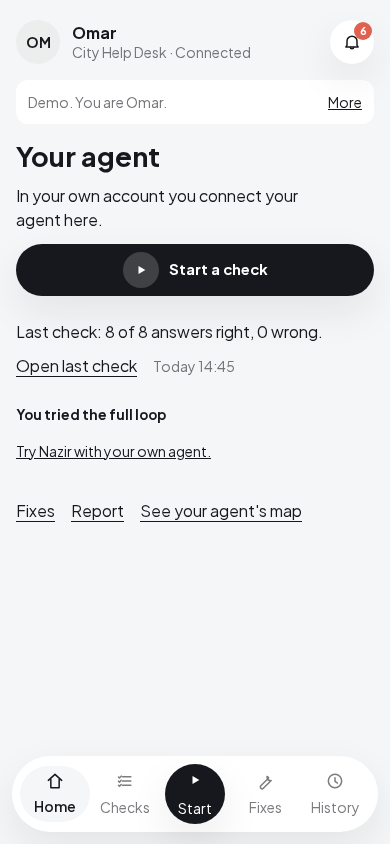 OM
Omar
City Help Desk · Connected
6
Demo. You are Omar.
More
Your agent
In your own account you connect your
agent here.
Start a check
Last check: 8 of 8 answers right, 0 wrong.
Open last check
Today 14:45
You tried the full loop
Try Nazir with your own agent.
Fixes
Report
See your agent's map
Home
Checks
Start
Fixes
History